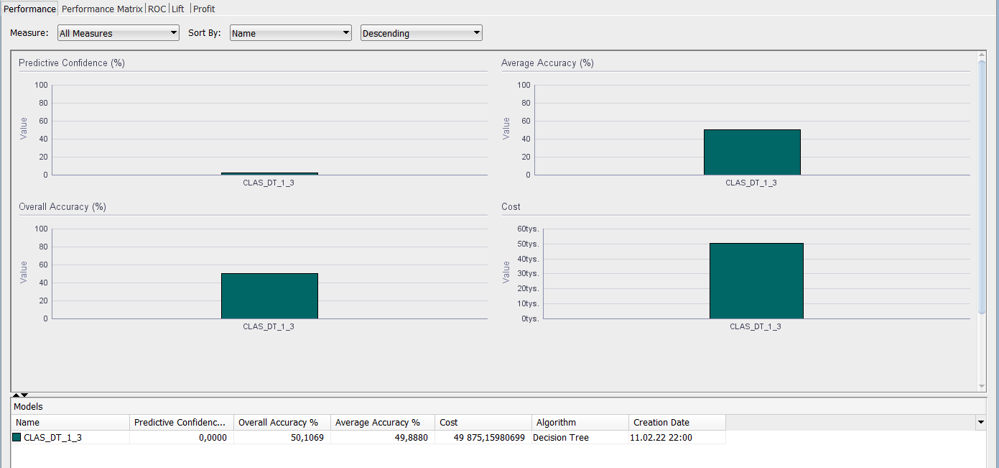 Performance Performance Matrix ROC Lift Profit
Measure: All Measures Sort By: Name Descending
Predictive Confidence (%)
100
80
60
40
20
0
Value
CLAS_DT_1_3
Average Accuracy (%)
100
80
60
40
20
0
Value
CLAS_DT_1_3
Overall Accuracy (%)
100
80
60
40
20
0
Value
CLAS_DT_1_3
Cost
60tys.
50tys.
40tys.
30tys.
20tys.
10tys.
0tys.
Value
CLAS_DT_1_3
Models
Name Predictive Confidenc... Overall Accuracy % Average Accuracy % Cost Algorithm Creation Date
CLAS_DT_1_3 0,0000 50,1069 49,8880 49 875,15980699 Decision Tree 11.02.22 22:00